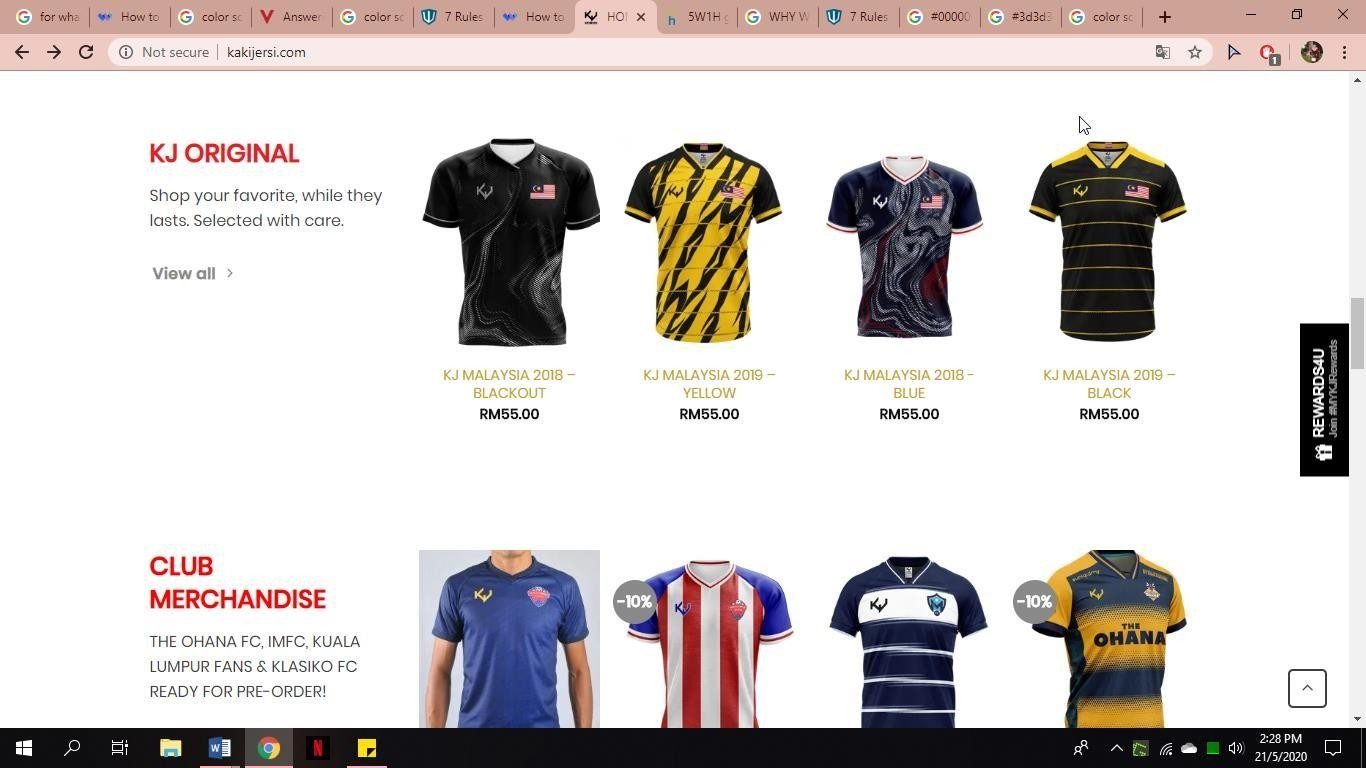 for wha
How to
color sc
Answer
color sc
7 Rules
How to
HO
5W1H g
WHY W
7 Rules
#00000
#3d3d3
color sc
Not secure
kakijersi.com
1
KJ ORIGINAL
Shop your favorite, while they
lasts. Selected with care.
View all
KJ MALAYSIA 2018 –
BLACKOUT
RM55.00
KJ MALAYSIA 2019 –
YELLOW
RM55.00
KJ MALAYSIA 2018 -
BLUE
RM55.00
KJ MALAYSIA 2019 –
BLACK
RM55.00
REWARDS4U
Join #MYKJRewards
CLUB
MERCHANDISE
THE OHANA FC, IMFC, KUALA
LUMPUR FANS & KLASIKO FC
READY FOR PRE-ORDER!
-10%
-10%
THE
OHANA
2:28 PM
21/5/2020